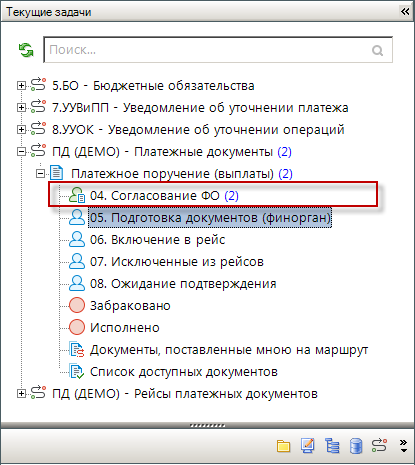 Текущие задачи
Поиск...
5.БО - Бюджетные обязательства
7.УУВиПП - Уведомление об уточнении платежа
8.УУОК - Уведомление об уточнении операций
ПД (ДЕМО) - Платежные документы (2)
Платежное поручение (выплаты) (2)
04. Согласование ФО (2)
05. Подготовка документов (финорган)
06. Включение в рейс
07. Исключенные из рейсов
08. Ожидание подтверждения
Забраковано
Исполнено
Документы, поставленные мною на маршрут
Список доступных документов
ПД (ДЕМО) - Рейсы платежных документов